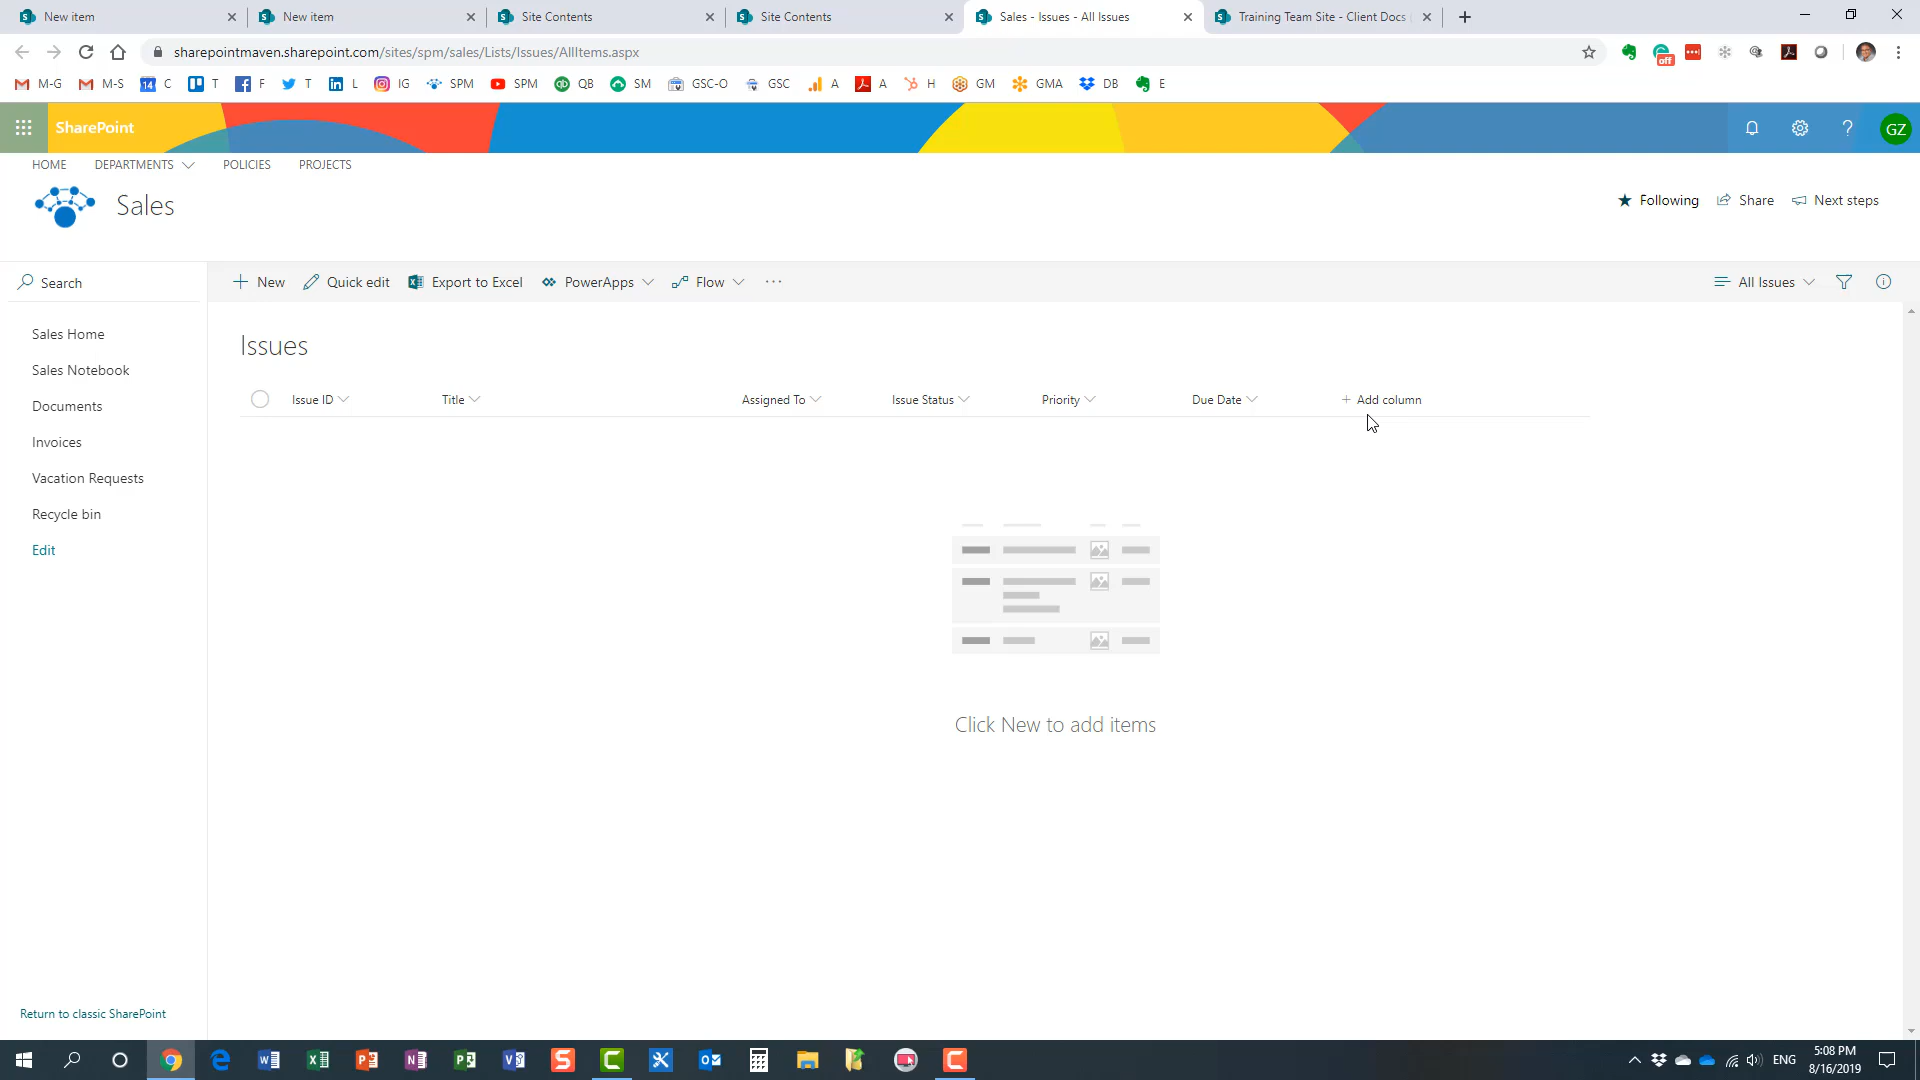 New item
New item
Site Contents
Site Contents
Sales - Issues - All Issues
Training Team Site - Client Docs
sharepointmaven.sharepoint.com/sites/spm/sales/Lists/Issues/AllItems.aspx
off
M-G
M-S
14
C
T
F
T
L
IG
SPM
SPM
QB
SM
GSC-O
GSC
A
A
H
GM
GMA
DB
E
SharePoint
?
GZ
HOME
DEPARTMENTS
POLICIES
PROJECTS
Sales
Following
Share
Next steps
Search
New
Quick edit
Export to Excel
PowerApps
Flow
All Issues
Sales Home
Sales Notebook
Documents
Invoices
Vacation Requests
Recycle bin
Edit
Issues
Issue ID
Title
Assigned To
Issue Status
Priority
Due Date
+ Add column
Click New to add items
Return to classic SharePoint
ENG
5:08 PM
8/16/2019